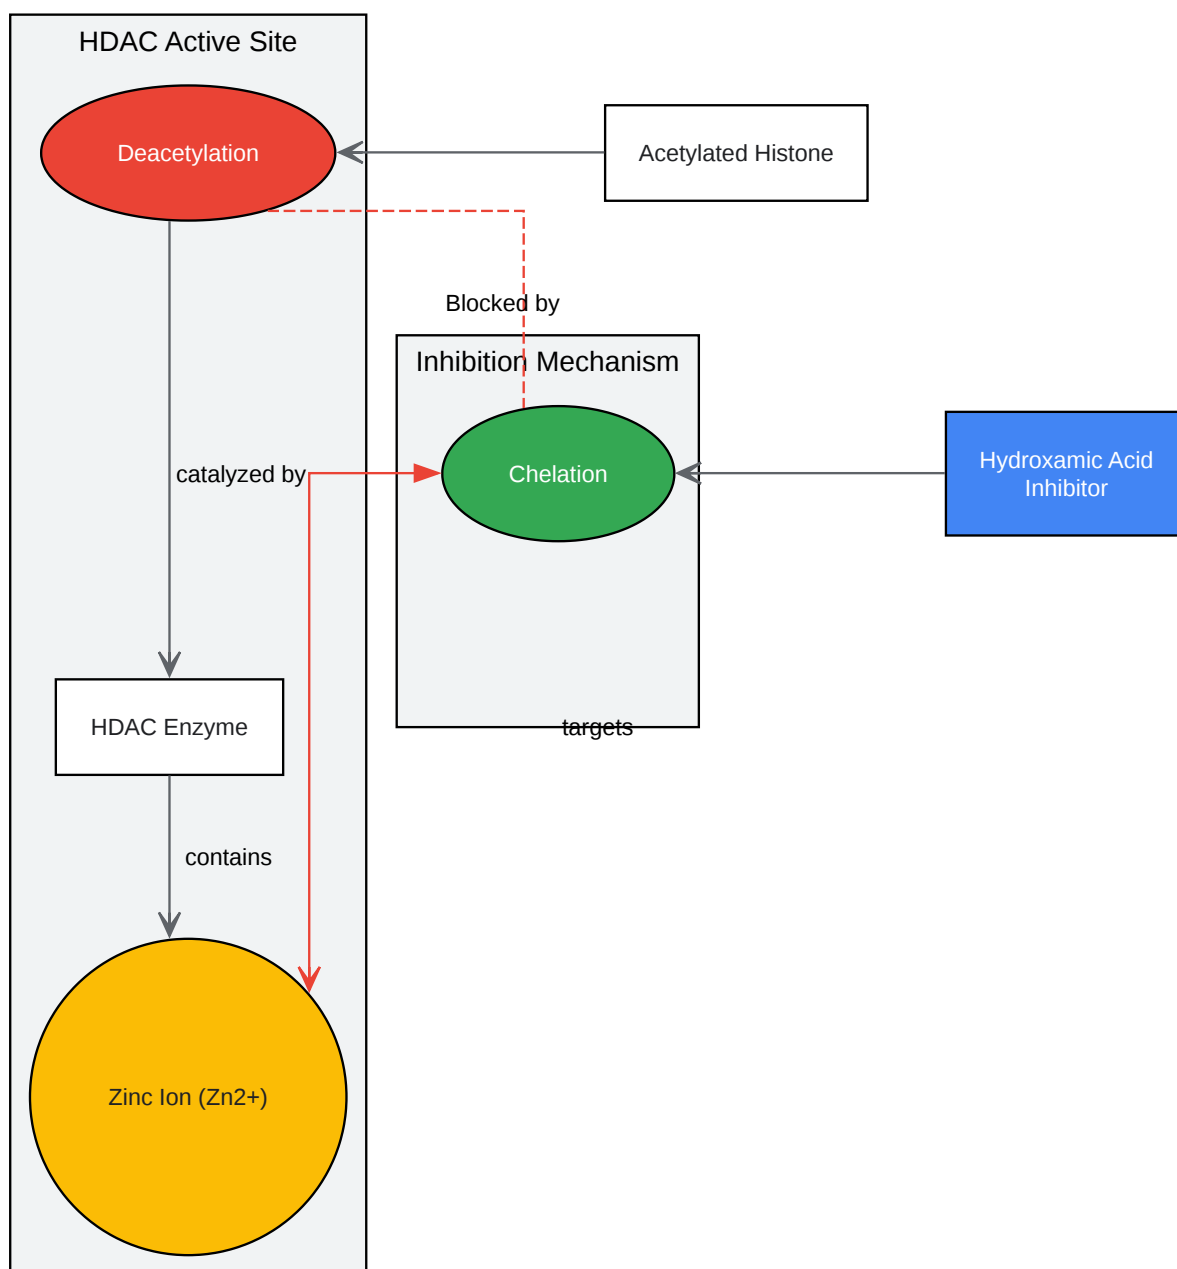 HDAC Active Site
Deacetylation
Acetylated Histone
Blocked by
Inhibition Mechanism
catalyzed by
Chelation
Hydroxamic Acid
Inhibitor
HDAC Enzyme
targets
contains
Zinc Ion (Zn2+)